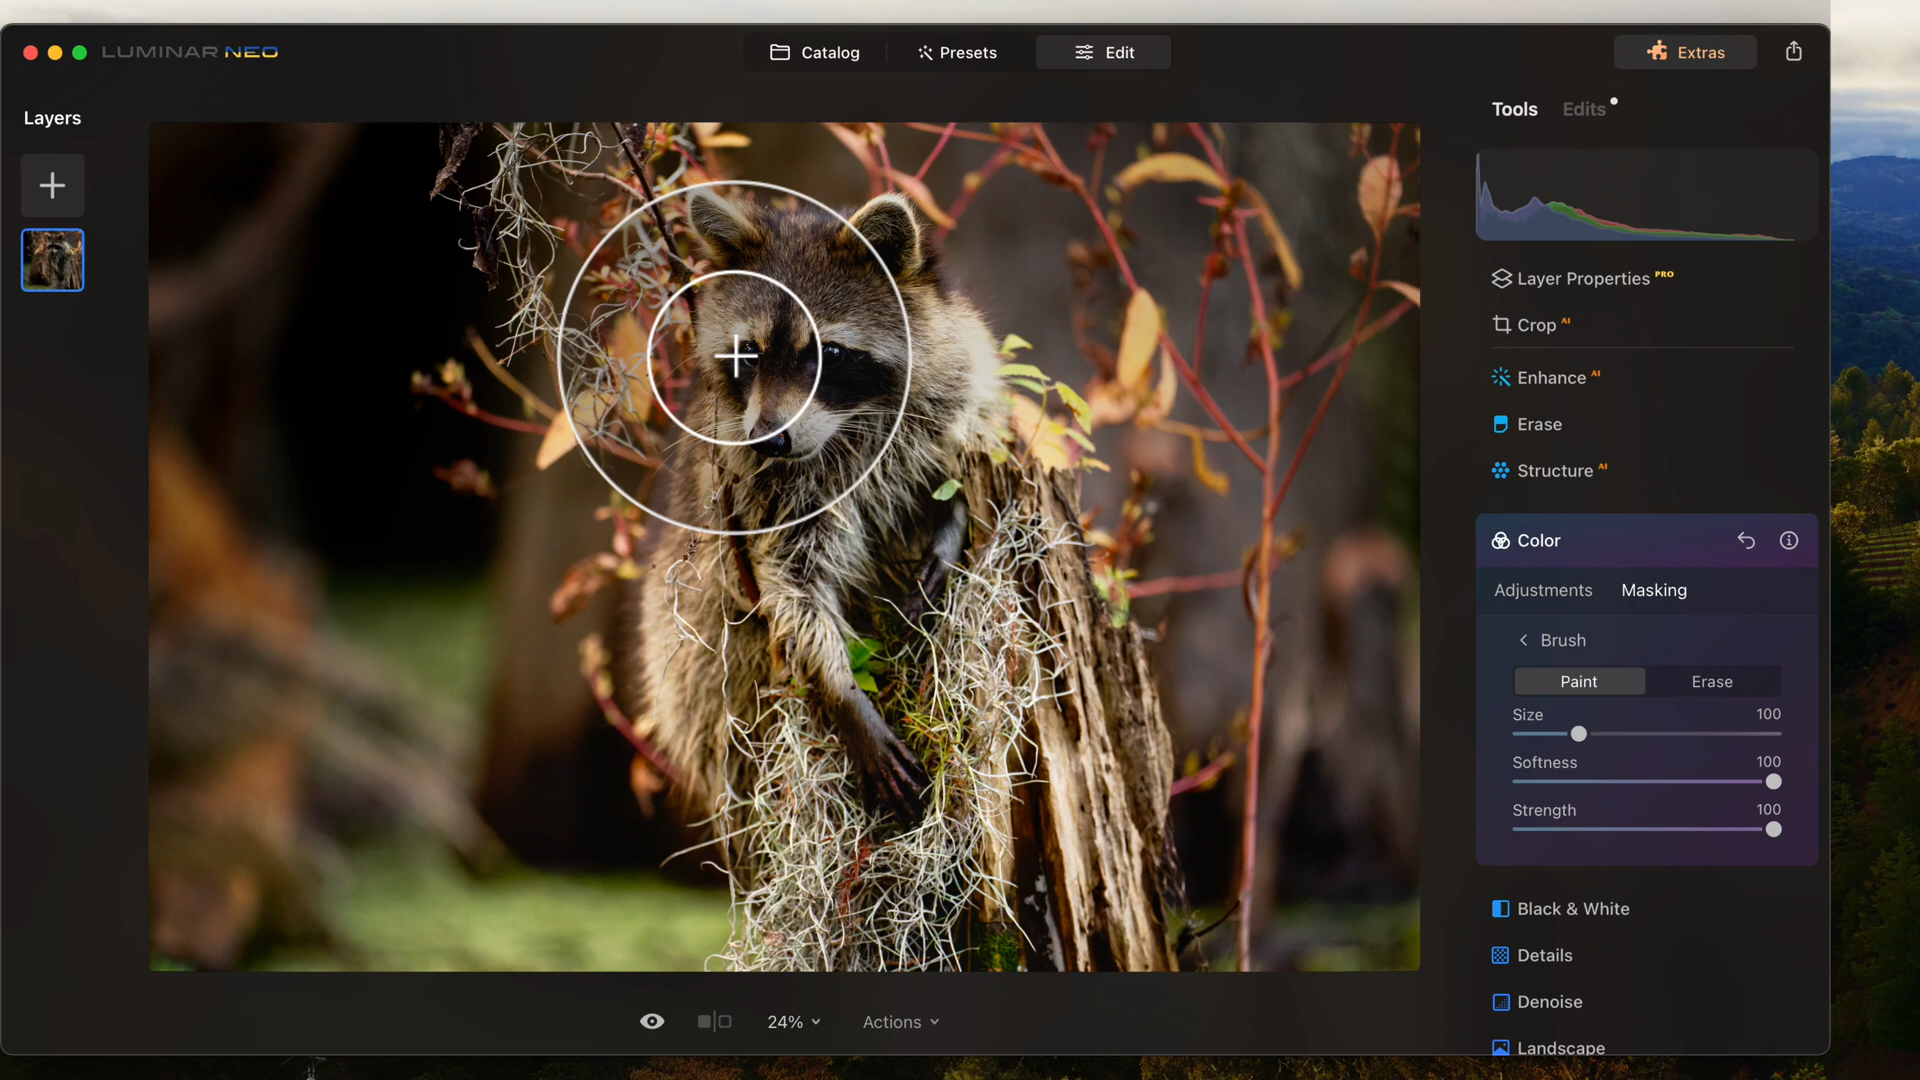 LUMINAR NEO
Catalog
Presets
Edit
Extras
Layers
Tools
Edits
Layer Properties PRO
Crop AI
Enhance AI
Erase
Structure AI
Color
Adjustments
Masking
Brush
Paint
Erase
Size 100
Softness 100
Strength 100
Black & White
Details
Denoise
Landscape
24%
Actions